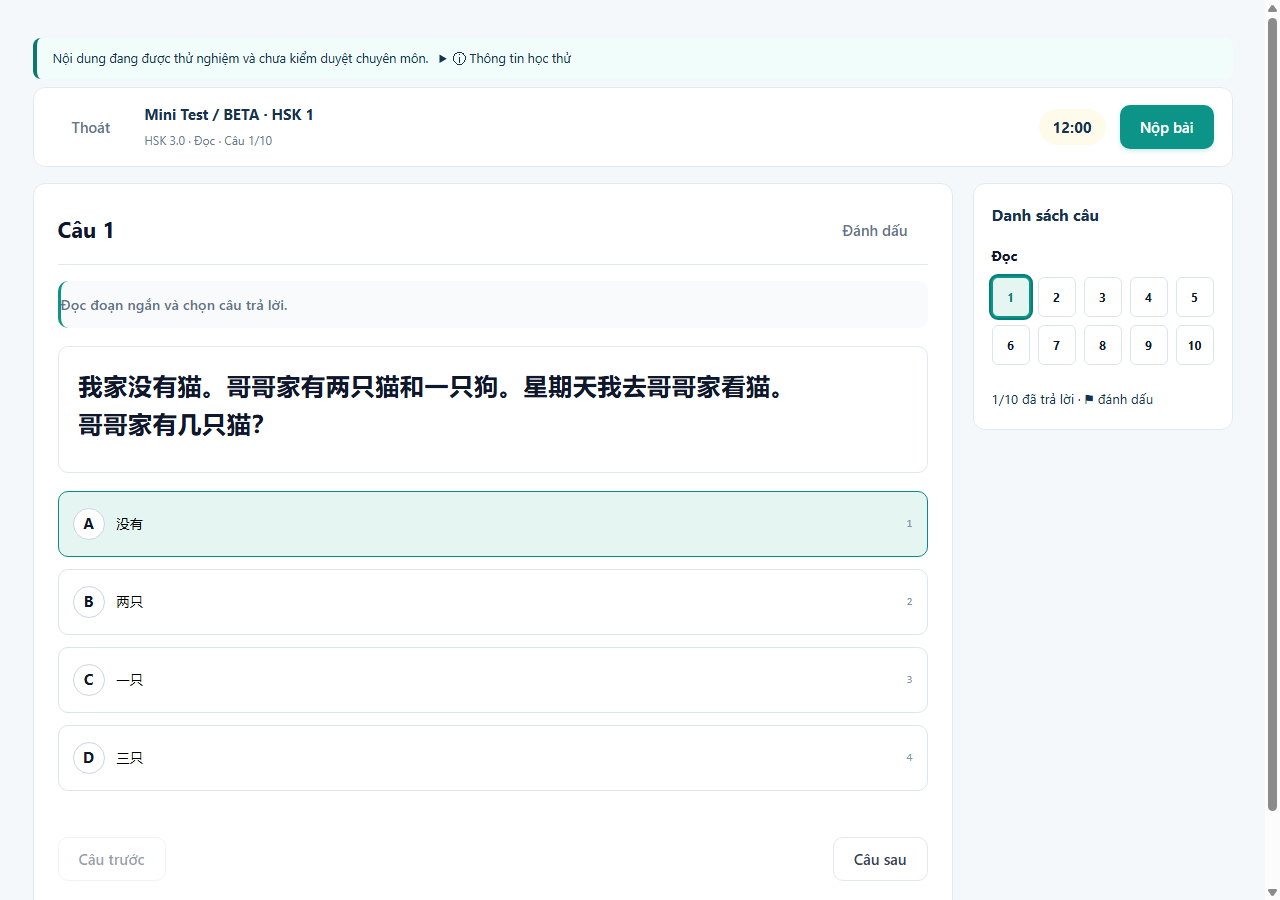 Nội dung đang được thử nghiệm và chưa kiểm duyệt chuyên môn. ▶ ⓘ Thông tin học thử
Thoát
Mini Test / BETA · HSK 1
HSK 3.0 · Đọc · Câu 1/10
12:00
Nộp bài
Câu 1
Đánh dấu
Đọc đoạn ngắn và chọn câu trả lời.
我家没有猫。哥哥家有两只猫和一只狗。星期天我去哥哥家看猫。
哥哥家有几只猫？
A 没有 1
B 两只 2
C 一只 3
D 三只 4
Câu trước
Câu sau
Danh sách câu
Đọc
1 2 3 4 5
6 7 8 9 10
1/10 đã trả lời · ⚑ đánh dấu